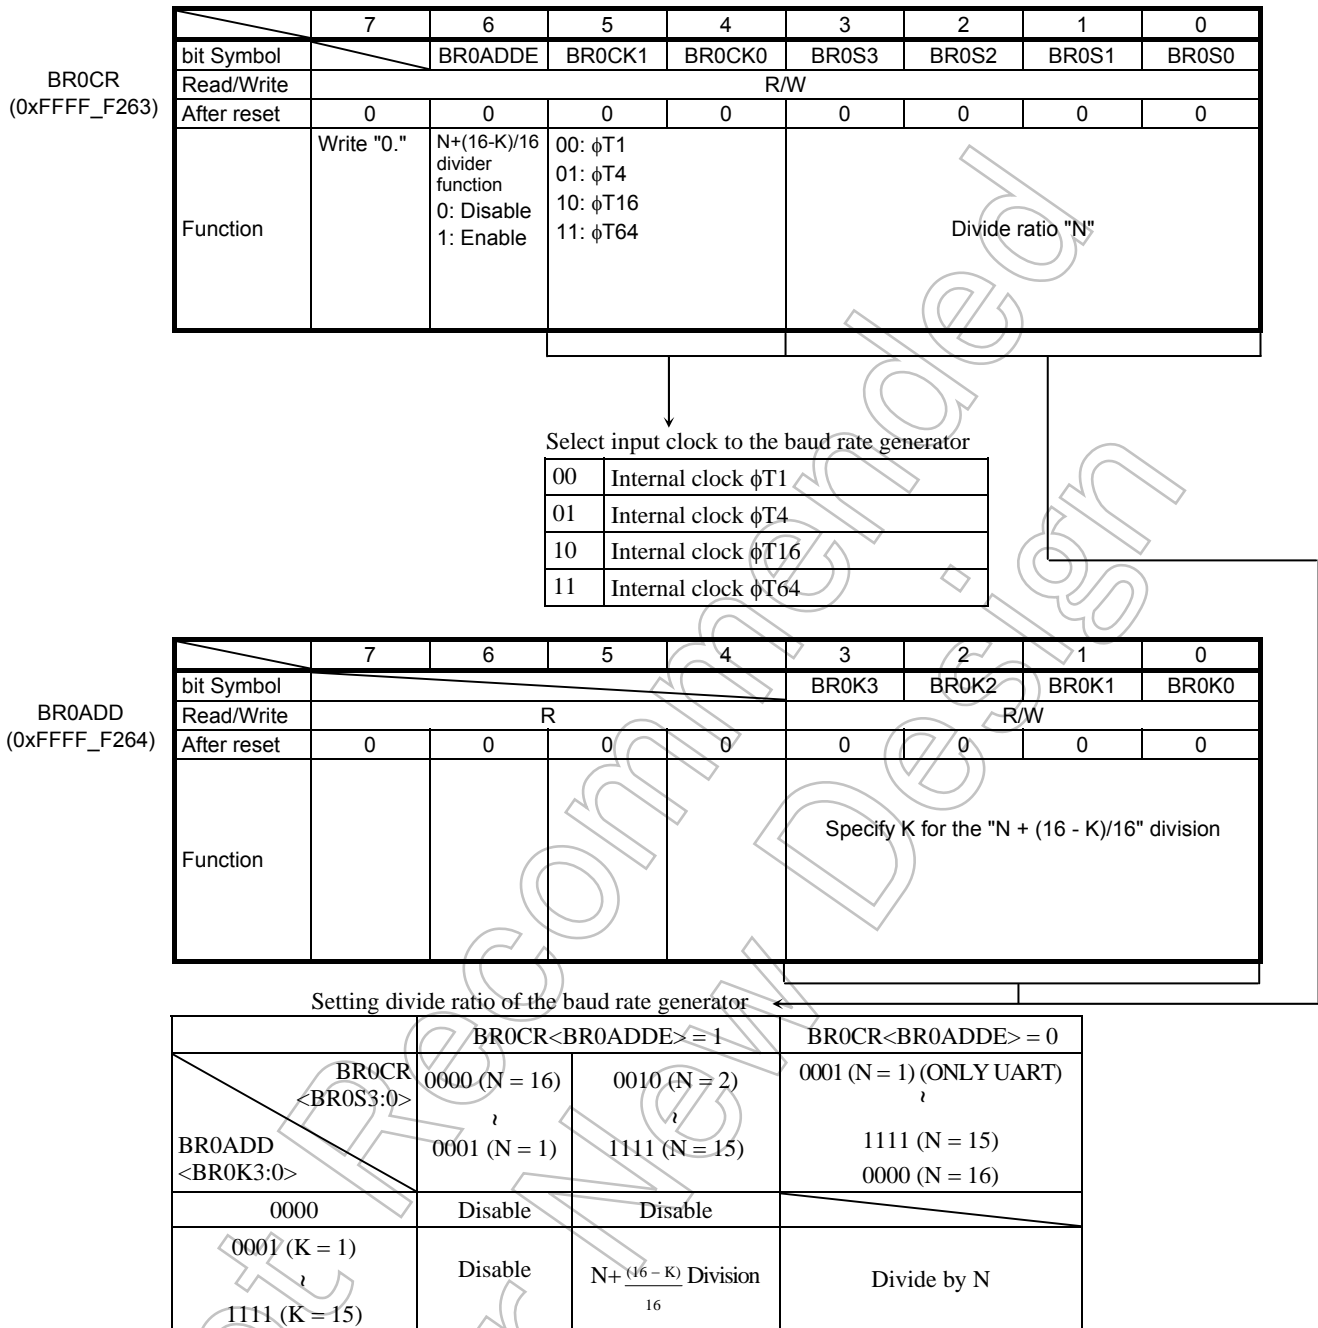 7 6 5 4 3 2 1 0
bit Symbol BR0ADDE BR0CK1 BR0CK0 BR0S3 BR0S2 BR0S1 BR0S0
BR0CR
(0xFFFF_F263)
Read/Write R/W
After reset 0 0 0 0 0 0 0 0
Function
Write "0."
N+(16-K)/16
divider
function
0: Disable
1: Enable
00: ϕT1
01: ϕT4
10: ϕT16
11: ϕT64
Divide ratio "N"
Select input clock to the baud rate generator
00 Internal clock ϕT1
01 Internal clock ϕT4
10 Internal clock ϕT16
11 Internal clock ϕT64
7 6 5 4 3 2 1 0
bit Symbol BR0K3 BR0K2 BR0K1 BR0K0
BR0ADD
(0xFFFF_F264)
Read/Write R R/W
After reset 0 0 0 0 0 0 0 0
Function
Specify K for the "N + (16 - K)/16" division
Setting divide ratio of the baud rate generator
BR0CR<BR0ADDE> = 1 BR0CR<BR0ADDE> = 0
BR0CR
<BR0S3:0>
BR0ADD
<BR0K3:0>
0000 (N = 16)
~
0001 (N = 1)
0010 (N = 2)
~
1111 (N = 15)
0001 (N = 1) (ONLY UART)
~
1111 (N = 15)
0000 (N = 16)
0000 Disable Disable
0001 (K = 1)
~
1111 (K = 15)
Disable
N+ (16 – K) Division
16
Divide by N
Not Recommended
for New Design